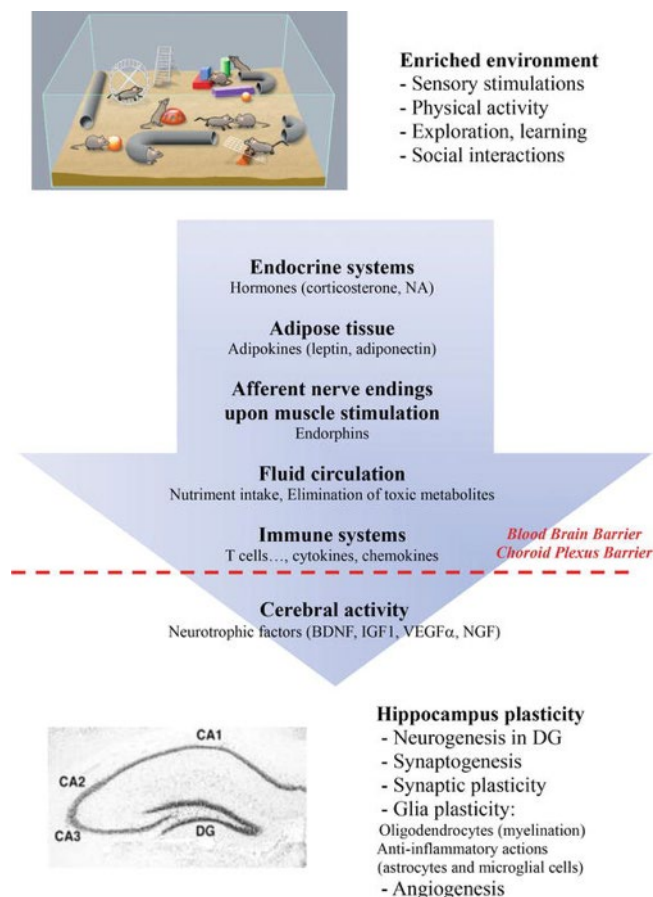 Enriched environment
- Sensory stimulations
- Physical activity
- Exploration, learning
- Social interactions
Endocrine systems
Hormones (corticosterone, NA)
Adipose tissue
Adipokines (leptin, adiponectin)
Afferent nerve endings
upon muscle stimulation
Endorphins
Fluid circulation
Nutriment intake, Elimination of toxic metabolites
Immune systems
T cells…, cytokines, chemokines
Blood Brain Barrier
Choroid Plexus Barrier
Cerebral activity
Neurotrophic factors (BDNF, IGF1, VEGFα, NGF)
CA1
CA2
CA3
DG
Hippocampus plasticity
- Neurogenesis in DG
- Synaptogenesis
- Synaptic plasticity
- Glia plasticity:
Oligodendrocytes (myelination)
Anti-inflammatory actions
(astrocytes and microglial cells)
- Angiogenesis